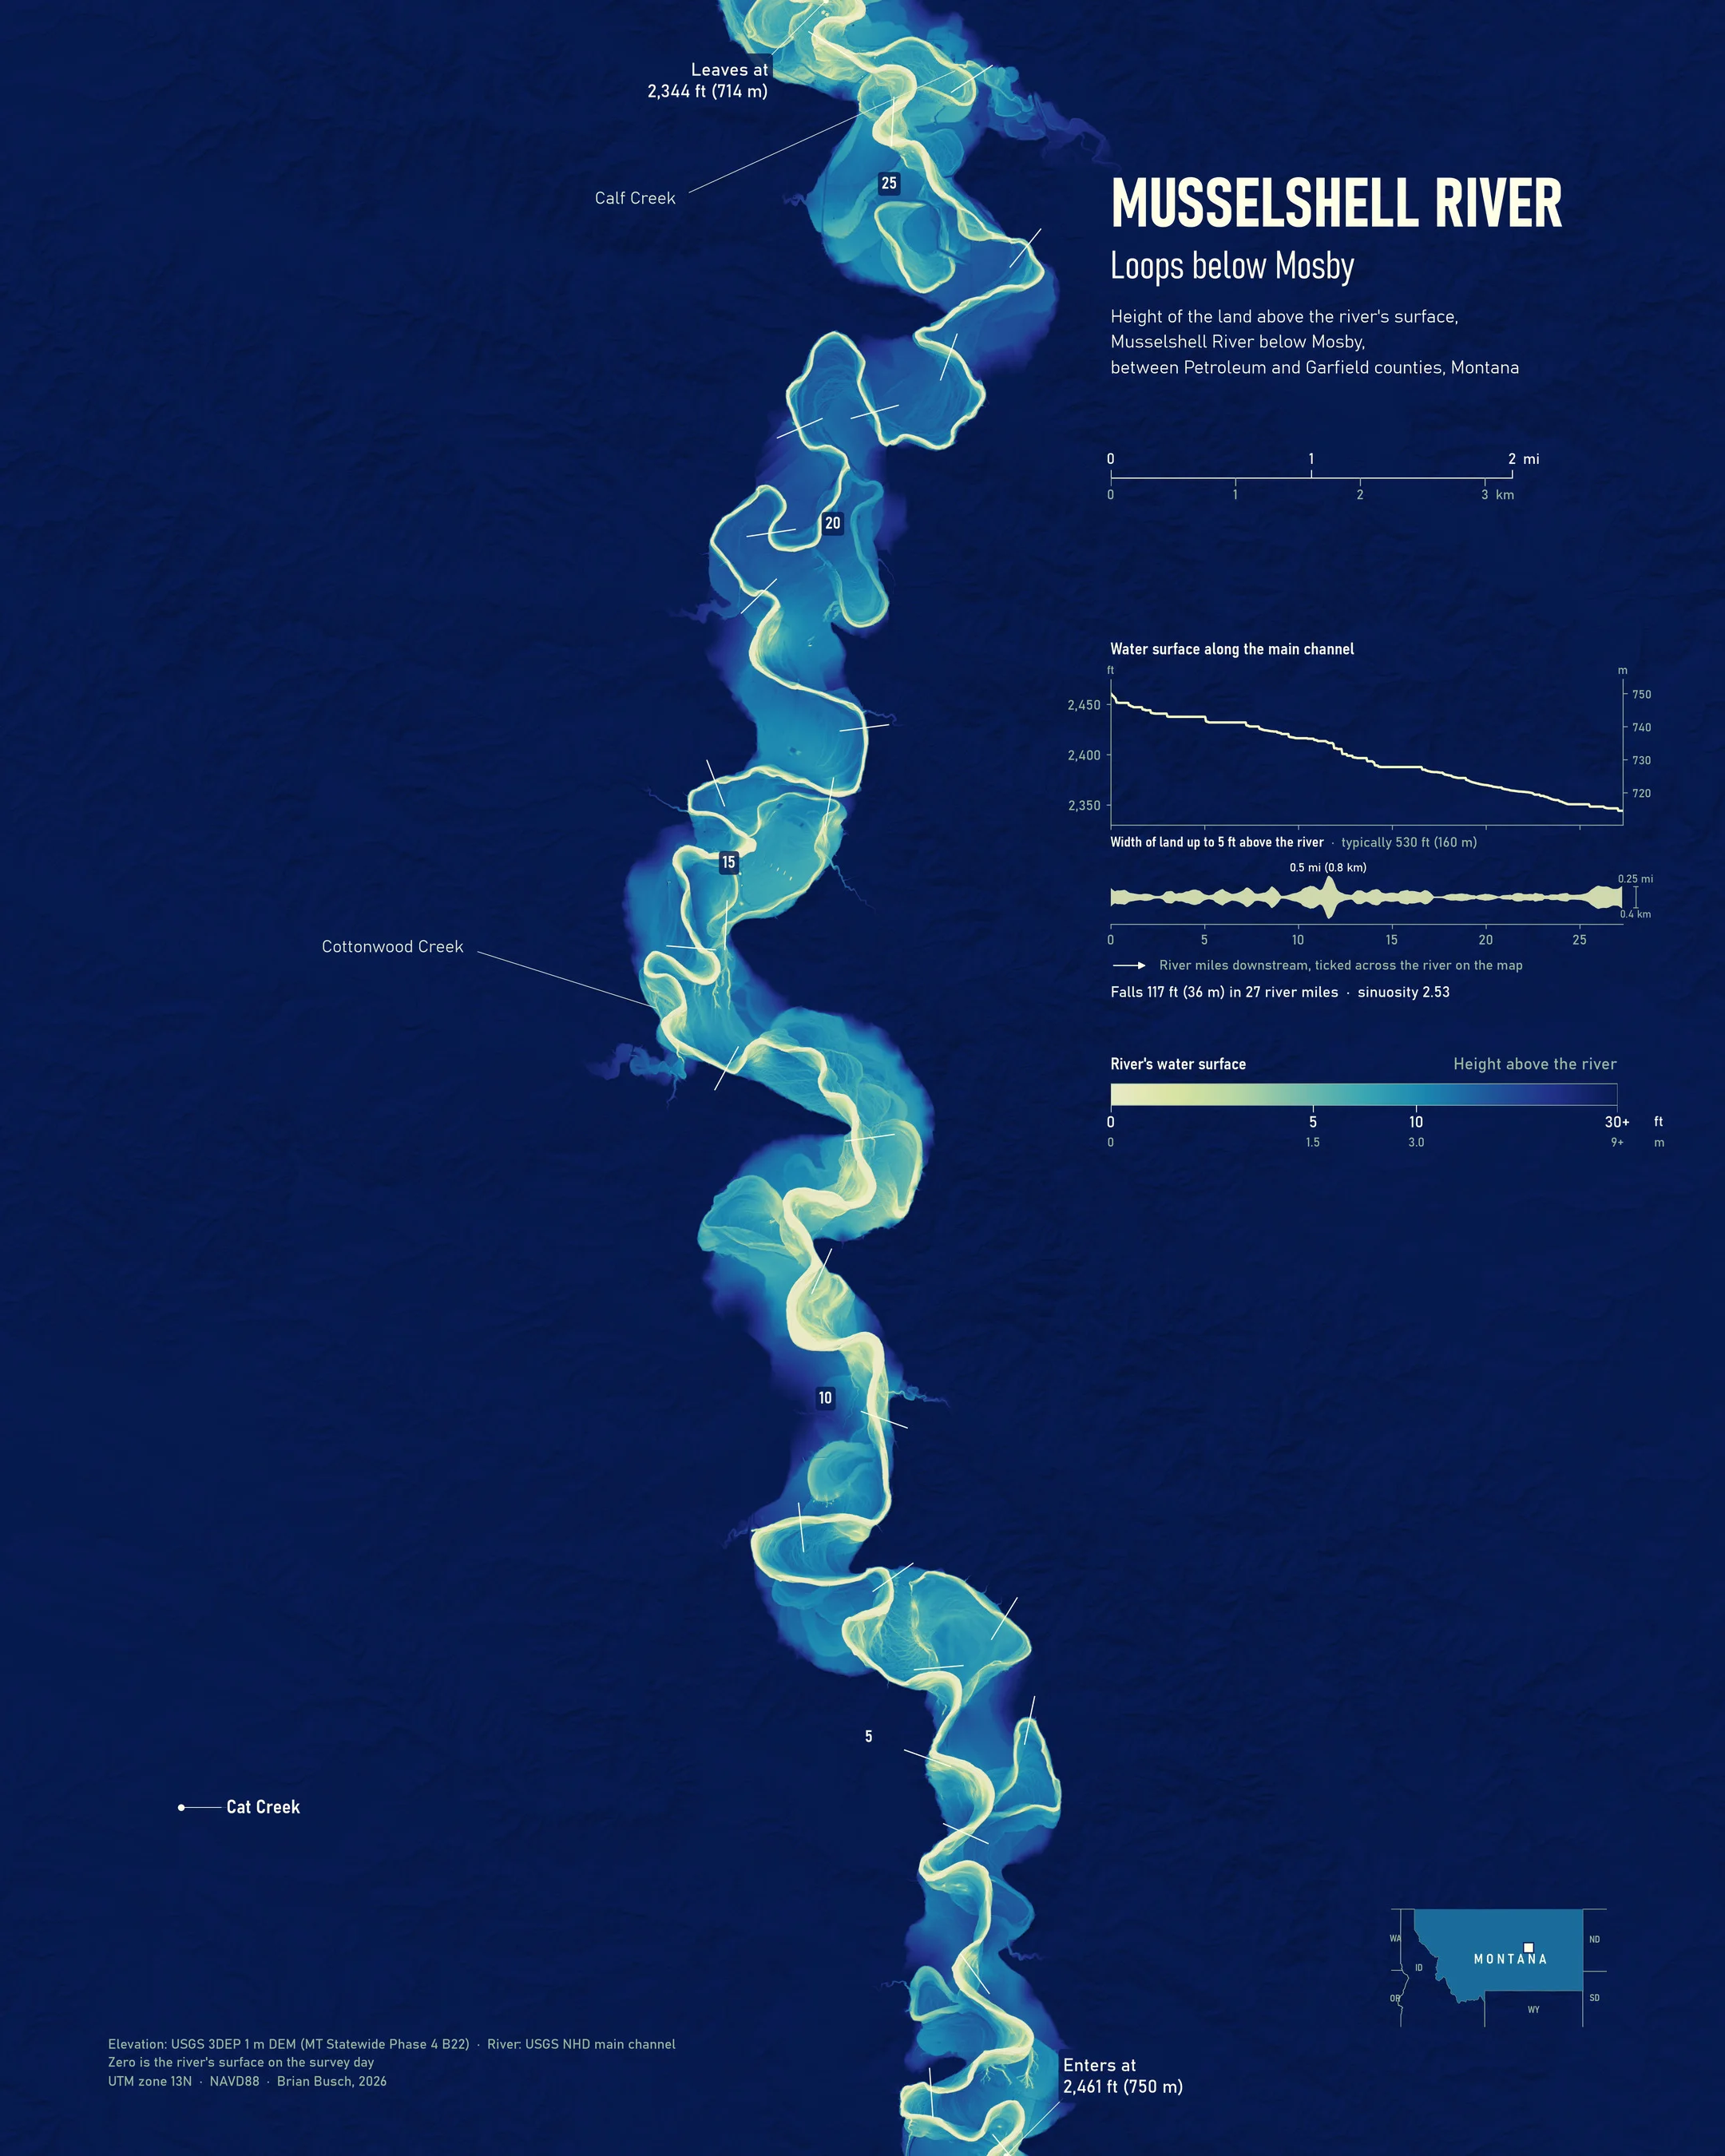 Leaves at
2,344 ft (714 m)
Calf Creek
25
MUSSELSHELL RIVER
Loops below Mosby
Height of the land above the river's surface,
Musselshell River below Mosby,
between Petroleum and Garfield counties, Montana
0 1 2 mi
0 1 2 3 km
20
Water surface along the main channel
ft m
2,450 2,400 2,350
750 740 730 720
Width of land up to 5 ft above the river · typically 530 ft (160 m)
0.5 mi (0.8 km)
0.25 mi
0.4 km
0 5 10 15 20 25
River miles downstream, ticked across the river on the map
Falls 117 ft (36 m) in 27 river miles · sinuosity 2.53
15
Cottonwood Creek
River's water surface Height above the river
0 5 10 30+ ft
0 1.5 3.0 9+ m
10
5
Cat Creek
WA
ND
MONTANA
ID
OR
SD
WY
Elevation: USGS 3DEP 1 m DEM (MT Statewide Phase 4 B22) · River: USGS NHD main channel
Zero is the river's surface on the survey day
UTM zone 13N · NAVD88 · Brian Busch, 2026
Enters at
2,461 ft (750 m)